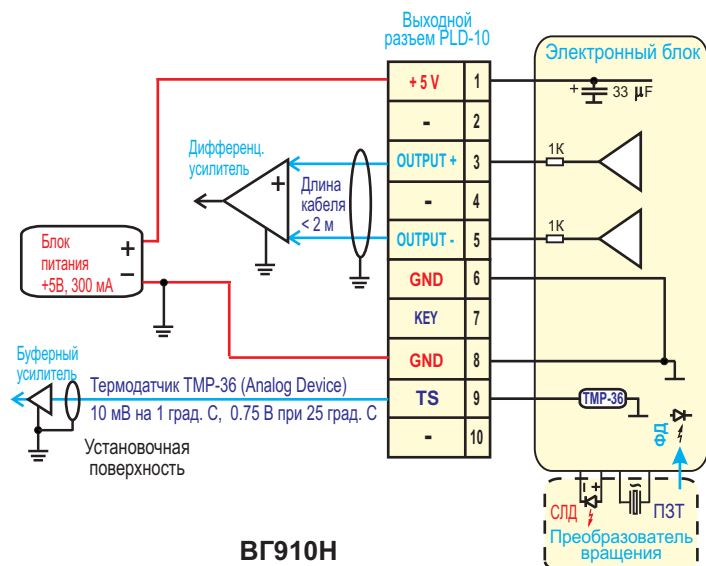 Выходной
разъем PLD-10
Электронный блок
+ 5 V 1
- 2
OUTPUT + 3
- 4
OUTPUT - 5
GND 6
KEY 7
GND 8
TS 9
- 10
+ 33 µF
1K
1K
TMP-36
ФД
Дифференц.
усилитель
+
Длина
кабеля
< 2 м
Блок
питания
+5В, 300 мА
+
−
Буферный
усилитель
Термодатчик TMP-36 (Analog Device)
10 мВ на 1 град. С, 0.75 В при 25 град. С
Установочная
поверхность
− +
~
СЛД
ПЗТ
Преобразователь
вращения
ВГ910Н